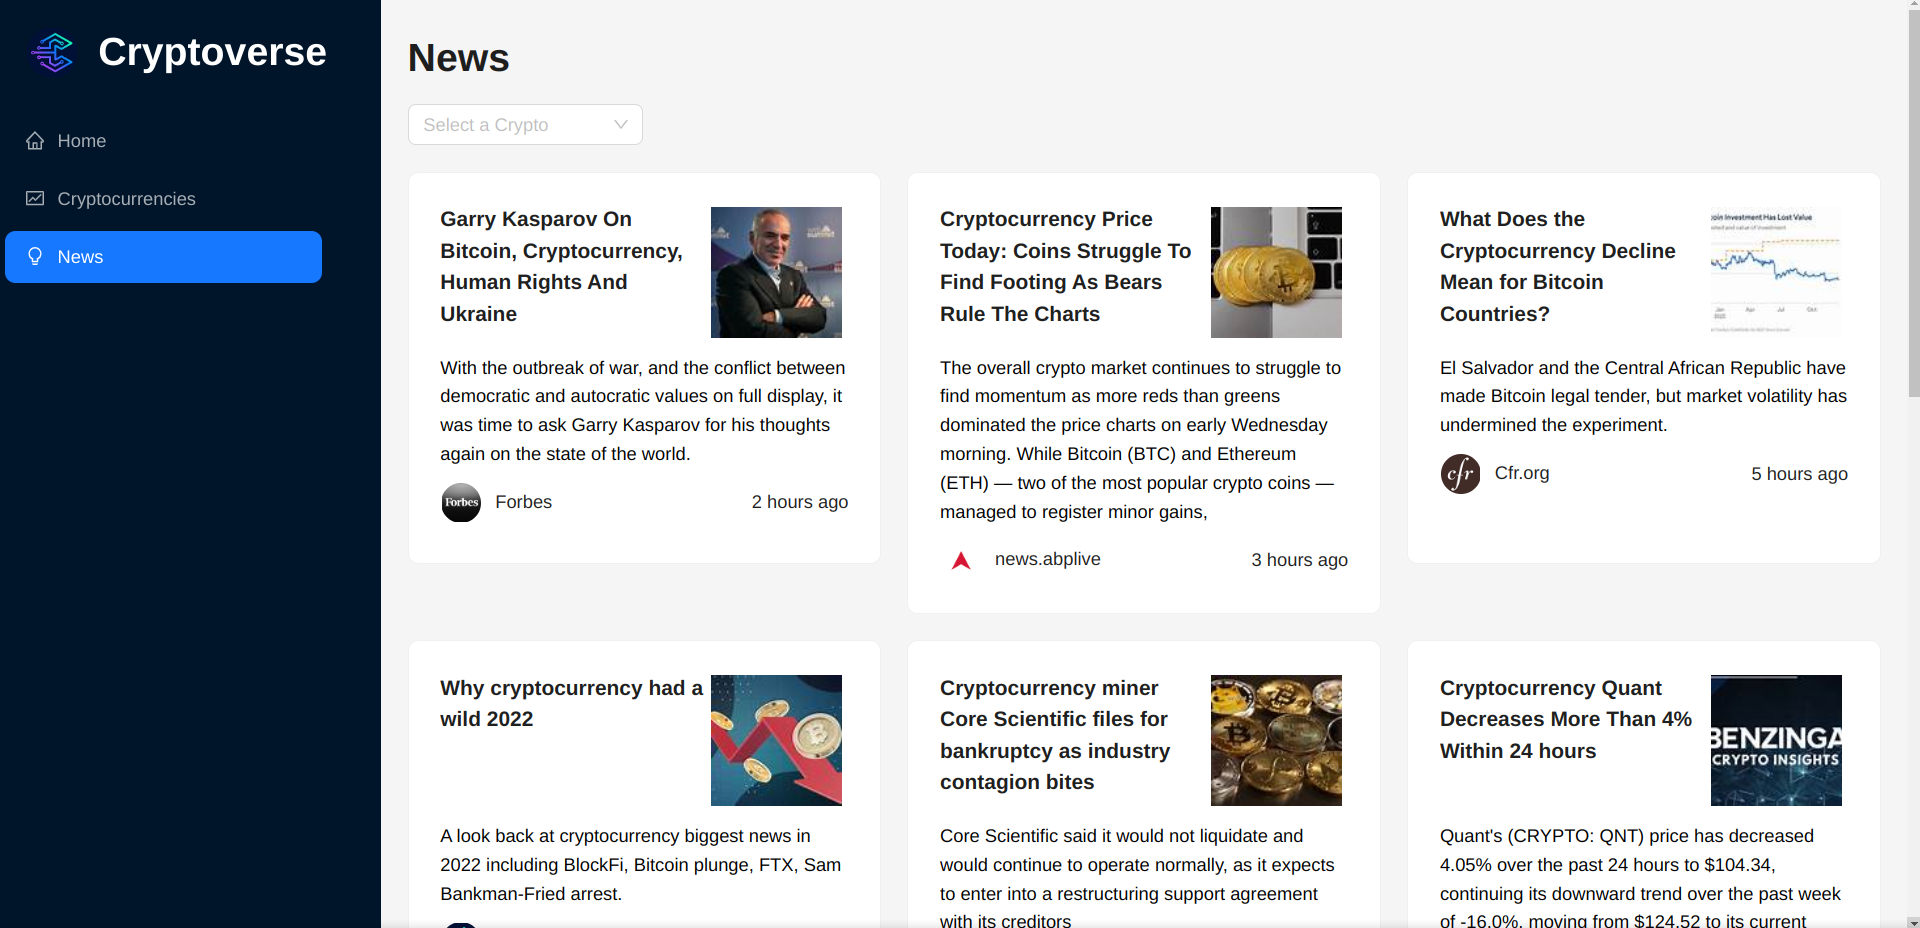 Cryptoverse
Home
Cryptocurrencies
News
News
Select a Crypto
Garry Kasparov On
Bitcoin, Cryptocurrency,
Human Rights And
Ukraine
With the outbreak of war, and the conflict between
democratic and autocratic values on full display, it
was time to ask Garry Kasparov for his thoughts
again on the state of the world.
Forbes
Forbes
2 hours ago
Cryptocurrency Price
Today: Coins Struggle To
Find Footing As Bears
Rule The Charts
The overall crypto market continues to struggle to
find momentum as more reds than greens
dominated the price charts on early Wednesday
morning. While Bitcoin (BTC) and Ethereum
(ETH) — two of the most popular crypto coins —
managed to register minor gains,
news.abplive
3 hours ago
What Does the
Cryptocurrency Decline
Mean for Bitcoin
Countries?
coin Investment Has Lost Value
Jan
Apr
Jul
Oct
El Salvador and the Central African Republic have
made Bitcoin legal tender, but market volatility has
undermined the experiment.
cfr
Cfr.org
5 hours ago
Why cryptocurrency had a
wild 2022
A look back at cryptocurrency biggest news in
2022 including BlockFi, Bitcoin plunge, FTX, Sam
Bankman-Fried arrest.
Cryptocurrency miner
Core Scientific files for
bankruptcy as industry
contagion bites
Core Scientific said it would not liquidate and
would continue to operate normally, as it expects
to enter into a restructuring support agreement
with its creditors
Cryptocurrency Quant
Decreases More Than 4%
Within 24 hours
BENZINGA
CRYPTO INSIGHTS
Quant's (CRYPTO: QNT) price has decreased
4.05% over the past 24 hours to $104.34,
continuing its downward trend over the past week
of -16.0%, moving from $124.52 to its current